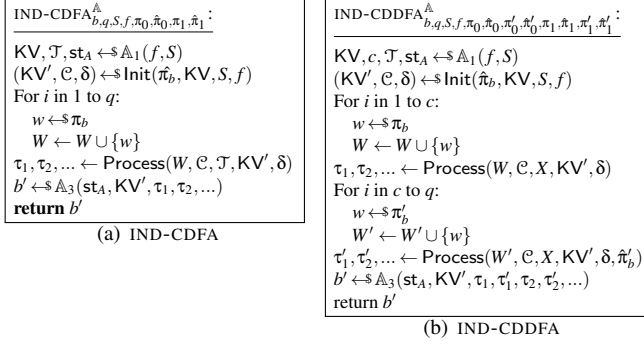 IND-CDFA^𝔸_{b,q,S,f,π₀,π̂₀,π₁,π̂₁}:
KV, 𝒯, st_A ←$ 𝔸₁(f,S)
(KV′, 𝒞, δ) ←$ Init(π̂_b, KV, S, f)
For i in 1 to q:
w ←$ π_b
W ← W ∪ {w}
τ₁, τ₂, ... ← Process(W, 𝒞, 𝒯, KV′, δ)
b′ ←$ 𝔸₃(st_A, KV′, τ₁, τ₂, ...)
return b′
(a) IND-CDFA
IND-CDDFA^𝔸_{b,q,S,f,π₀,π̂₀,π′₀,π̂′₀,π₁,π̂₁,π′₁,π̂′₁}:
KV, c, 𝒯, st_A ←$ 𝔸₁(f,S)
(KV′, 𝒞, δ) ←$ Init(π̂_b, KV, S, f)
For i in 1 to c:
w ←$ π_b
W ← W ∪ {w}
τ₁, τ₂, ... ← Process(W, 𝒞, X, KV′, δ)
For i in c to q:
w ←$ π′_b
W′ ← W′ ∪ {w}
τ′₁, τ′₂, ... ← Process(W′, 𝒞, X, KV′, δ, π̂′_b)
b′ ←$ 𝔸₃(st_A, KV′, τ₁, τ′₁, τ₂, τ′₂, ...)
return b′
(b) IND-CDDFA